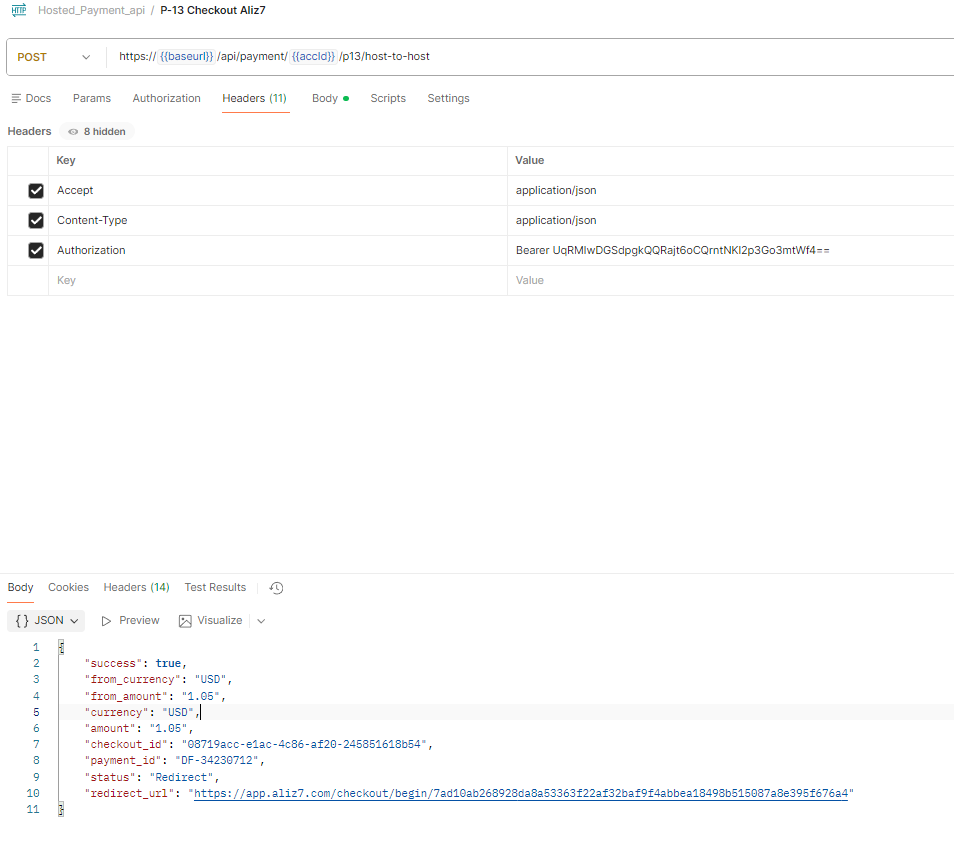 HTTP Hosted_Payment_api / P-13 Checkout Aliz7
POST https:// {{baseurl}} /api/payment/ {{accId}} /p13/host-to-host
Docs Params Authorization Headers (11) Body Scripts Settings
Headers 8 hidden
Key Value
Accept application/json
Content-Type application/json
Authorization Bearer UqRMIwDGSdpgkQQRajt6oCQrntNKI2p3Go3mtWf4==
Key Value
Body Cookies Headers (14) Test Results
{} JSON Preview Visualize
1 {
2 "success": true,
3 "from_currency": "USD",
4 "from_amount": "1.05",
5 "currency": "USD",
6 "amount": "1.05",
7 "checkout_id": "08719acc-e1ac-4c86-af20-245851618b54",
8 "payment_id": "DF-34230712",
9 "status": "Redirect",
10 "redirect_url": "https://app.aliz7.com/checkout/begin/7ad10ab268928da8a53363f22af32baf9f4abbea18498b515087a8e395f676a4"
11 }